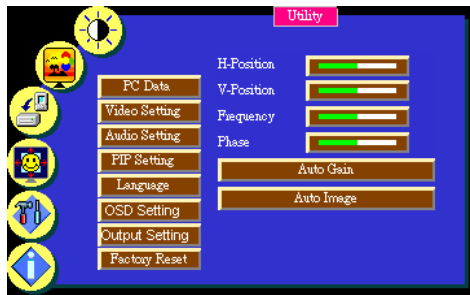 Utility
H-Position
V-Position
Frequency
Phase
Auto Gain
Auto Image
PC Data
Video Setting
Audio Setting
PIP Setting
Language
OSD Setting
Output Setting
Factory Reset